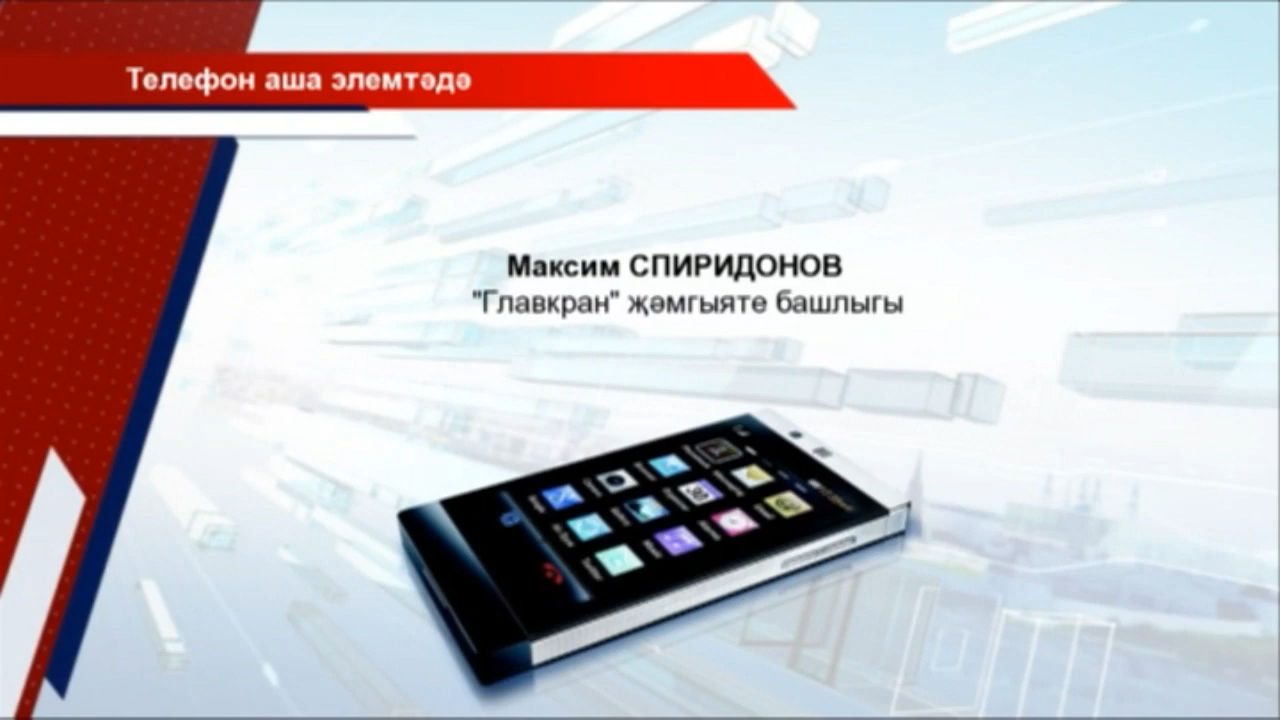 Телефон аша элемтәдә
Максим СПИРИДОНОВ
"Главкран" җәмгыяте башлыгы